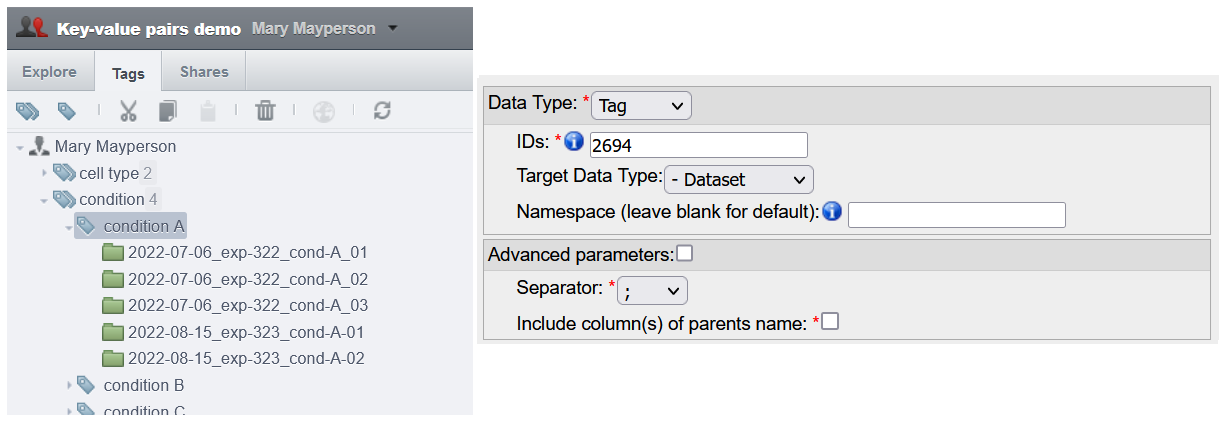 Key-value pairs demo Mary Mayperson
Explore Tags Shares
Mary Mayperson
cell type 2
condition 4
condition A
2022-07-06_exp-322_cond-A_01
2022-07-06_exp-322_cond-A_02
2022-07-06_exp-322_cond-A_03
2022-08-15_exp-323_cond-A-01
2022-08-15_exp-323_cond-A-02
condition B
condition C
Data Type: * Tag
IDs: * 2694
Target Data Type: - Dataset
Namespace (leave blank for default):
Advanced parameters:
Separator: * ;
Include column(s) of parents name: *